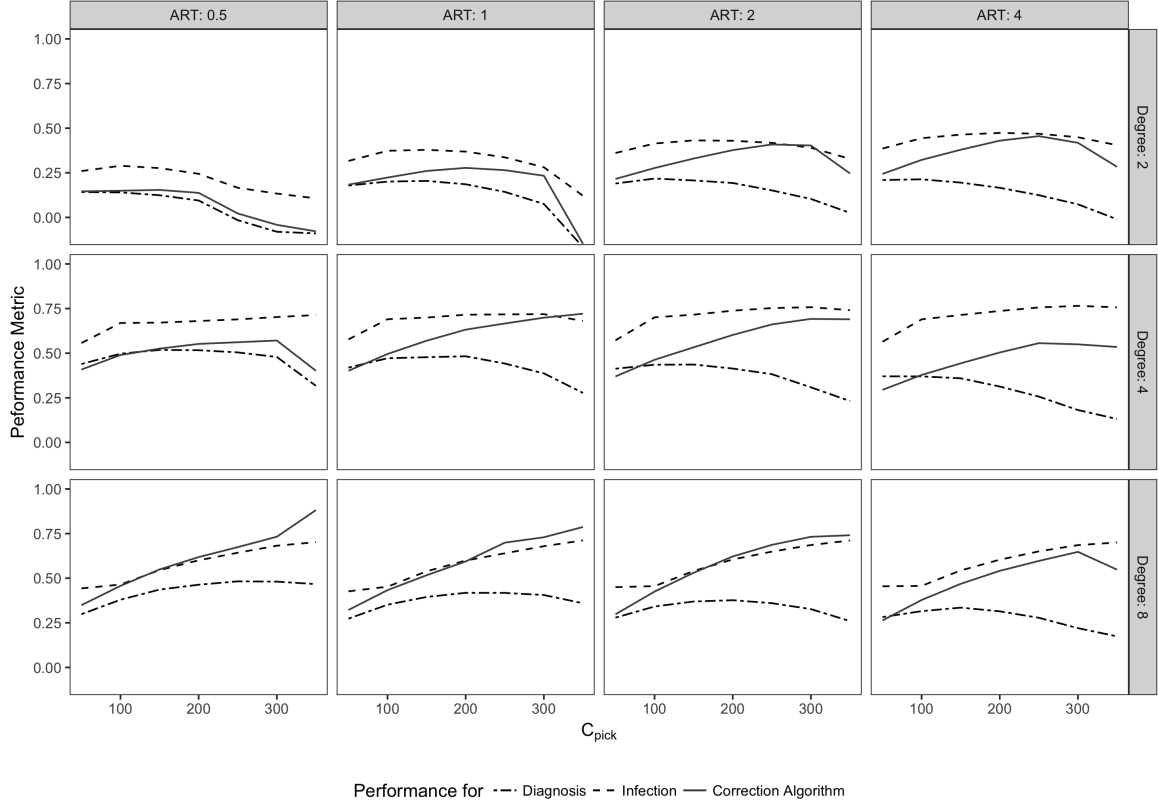 ART: 0.5 ART: 1 ART: 2 ART: 4
1.00
0.75
0.50
0.25
0.00
Degree: 2
1.00
0.75
0.50
0.25
0.00
Degree: 4
Peformance Metric
1.00
0.75
0.50
0.25
0.00
Degree: 8
100 200 300 100 200 300 100 200 300 100 200 300
Cpick
Performance for Diagnosis Infection Correction Algorithm